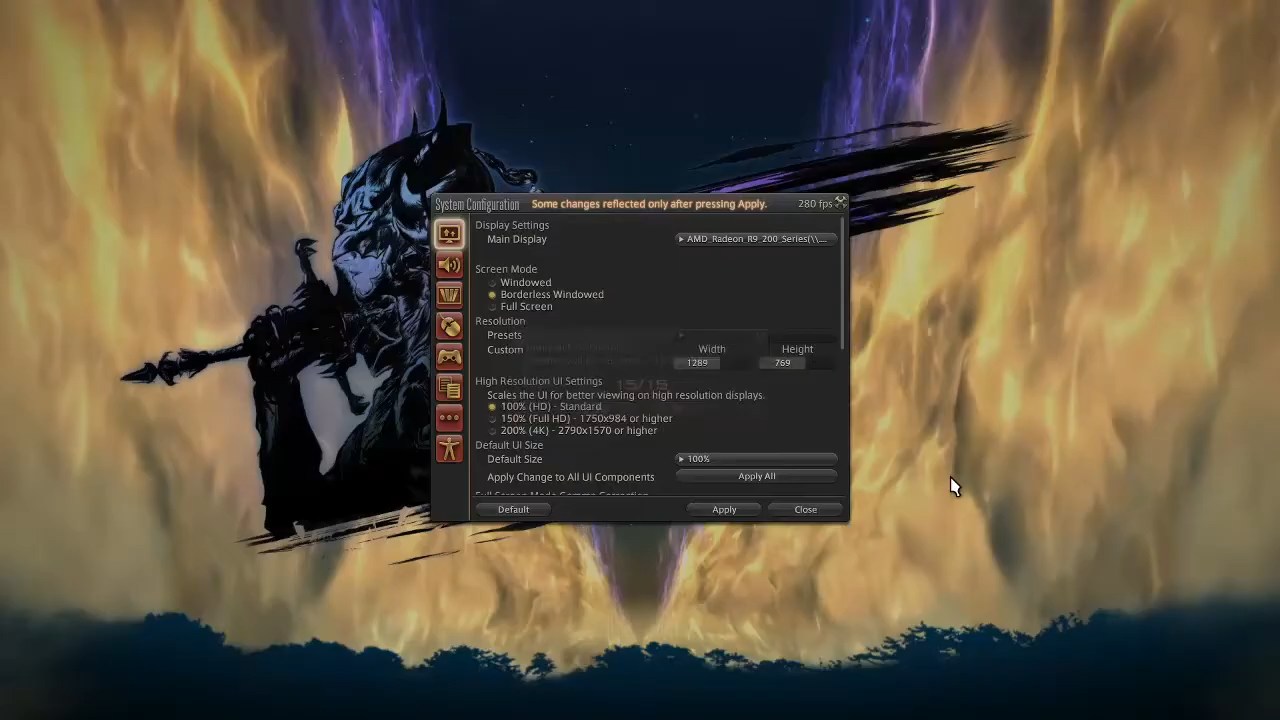 System Configuration Some changes reflected only after pressing Apply. 280 fps
Display Settings
Main Display AMD Radeon R9 200 Series(\\....
Screen Mode
Windowed
Borderless Windowed
Full Screen
Resolution
Presets
Custom Width Height
1289 769
15/15
High Resolution UI Settings
Scales the UI for better viewing on high resolution displays.
100% (HD) - Standard
150% (Full HD) - 1750x984 or higher
200% (4K) - 2790x1570 or higher
Default UI Size
Default Size 100%
Apply Change to All UI Components Apply All
Default Apply Close